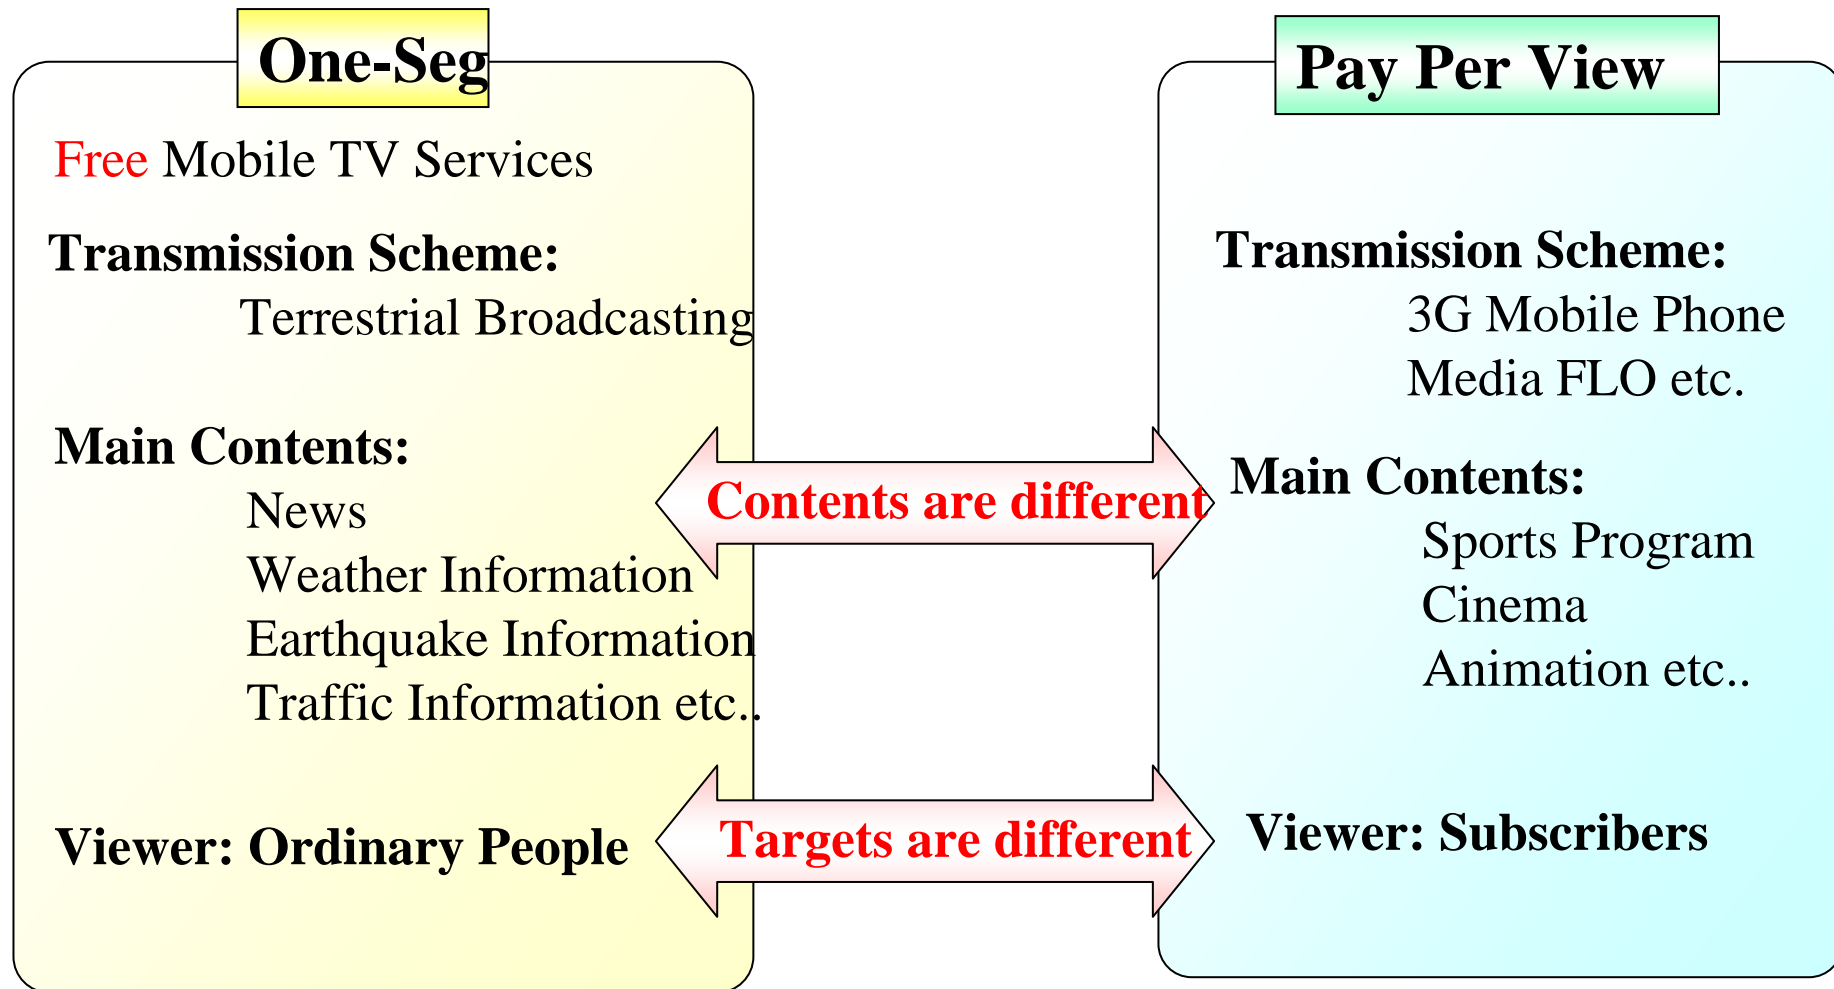 One-Seg
Free Mobile TV Services
Transmission Scheme:
Terrestrial Broadcasting
Main Contents:
News
Weather Information
Earthquake Information
Traffic Information etc..
Viewer: Ordinary People
Contents are different
Targets are different
Pay Per View
Transmission Scheme:
3G Mobile Phone
Media FLO etc.
Main Contents:
Sports Program
Cinema
Animation etc..
Viewer: Subscribers